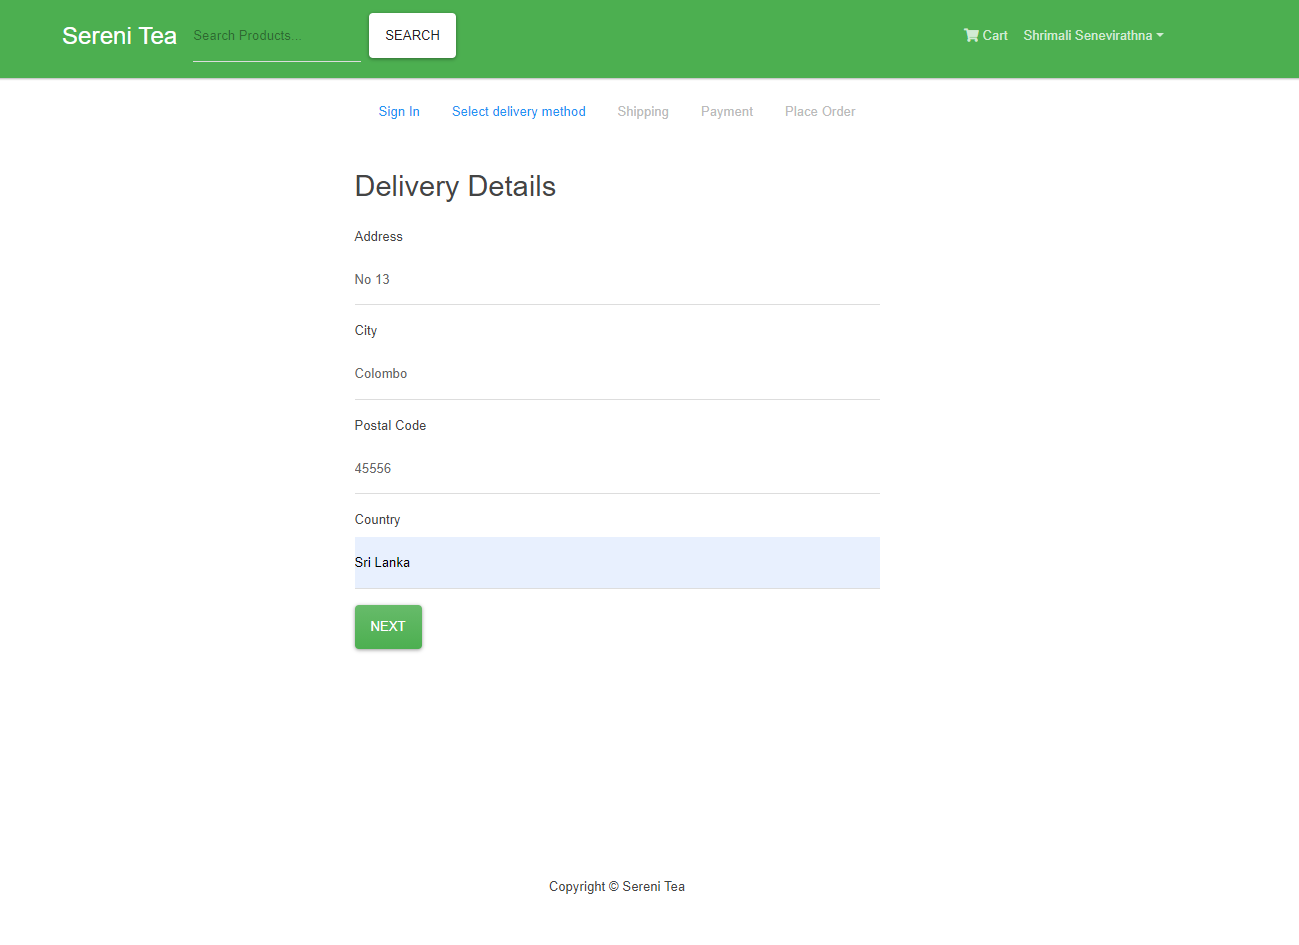 Sereni Tea Search Products... SEARCH Cart Shrimali Senevirathna
Sign In Select delivery method Shipping Payment Place Order
Delivery Details
Address
No 13
City
Colombo
Postal Code
45556
Country
Sri Lanka
NEXT
Copyright © Sereni Tea